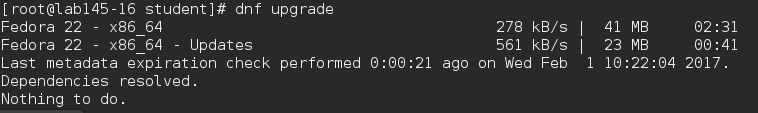 [root@lab145-16 student]# dnf upgrade
Fedora 22 - x86_64                                            278 kB/s |  41 MB     02:31
Fedora 22 - x86_64 - Updates                                  561 kB/s |  23 MB     00:41
Last metadata expiration check performed 0:00:21 ago on Wed Feb  1 10:22:04 2017.
Dependencies resolved.
Nothing to do.